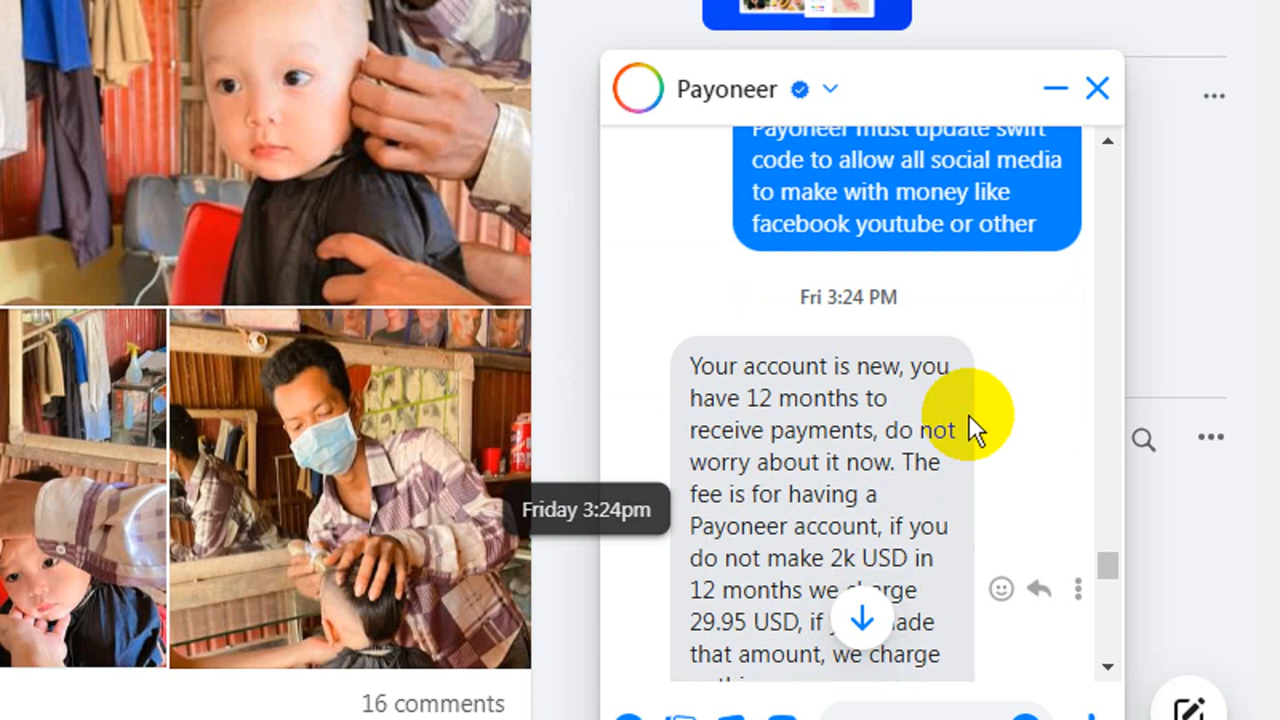 Payoneer
Payoneer must update swift
code to allow all social media
to make with money like
facebook youtube or other
Fri 3:24 PM
Your account is new, you
have 12 months to
receive payments, do not
worry about it now. The
fee is for having a
Payoneer account, if you
do not make 2k USD in
12 months we charge
29.95 USD, if
that amount, we charge
Friday 3:24pm
16 comments